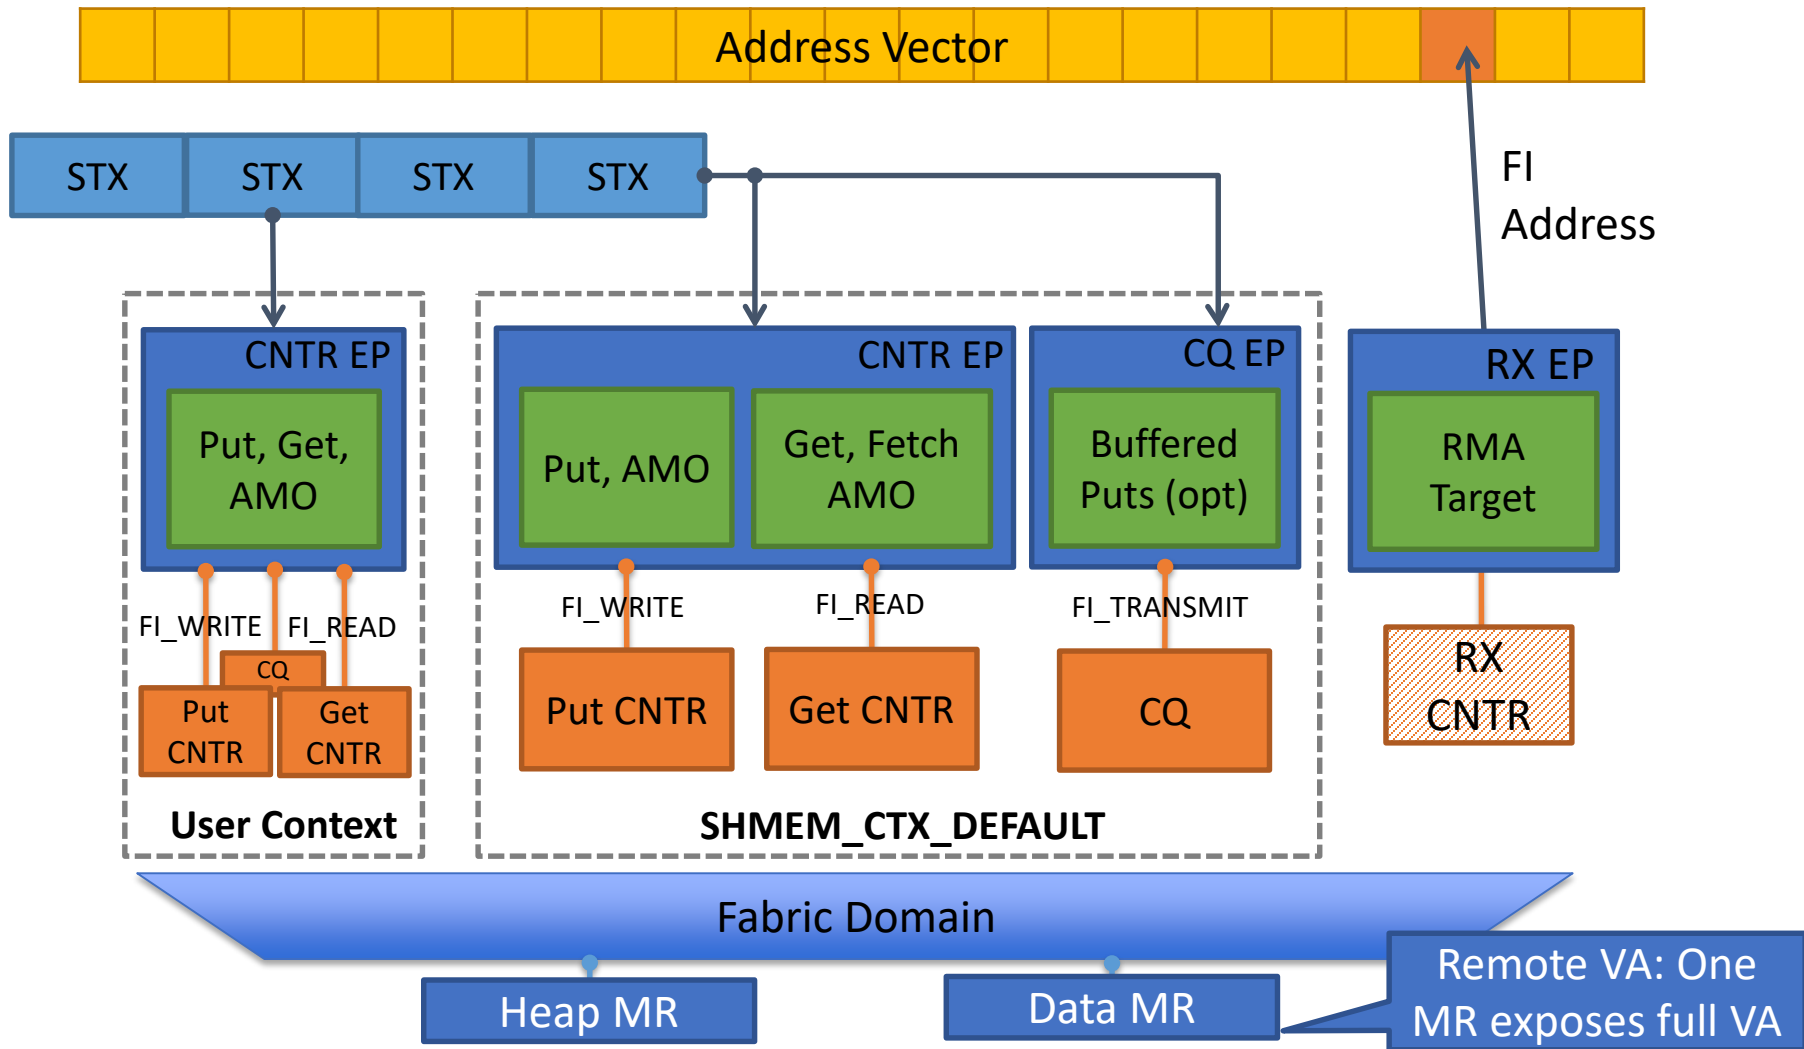 Address Vector
STX
STX
STX
STX
FI
Address
CNTR EP
Put, Get,
AMO
FI_WRITE
FI_READ
CQ
Put
CNTR
Get
CNTR
User Context
CNTR EP
Put, AMO
Get, Fetch
AMO
CQ EP
Buffered
Puts (opt)
FI_WRITE
FI_READ
FI_TRANSMIT
Put CNTR
Get CNTR
CQ
SHMEM_CTX_DEFAULT
RX EP
RMA
Target
RX
CNTR
Fabric Domain
Heap MR
Data MR
Remote VA: One
MR exposes full VA